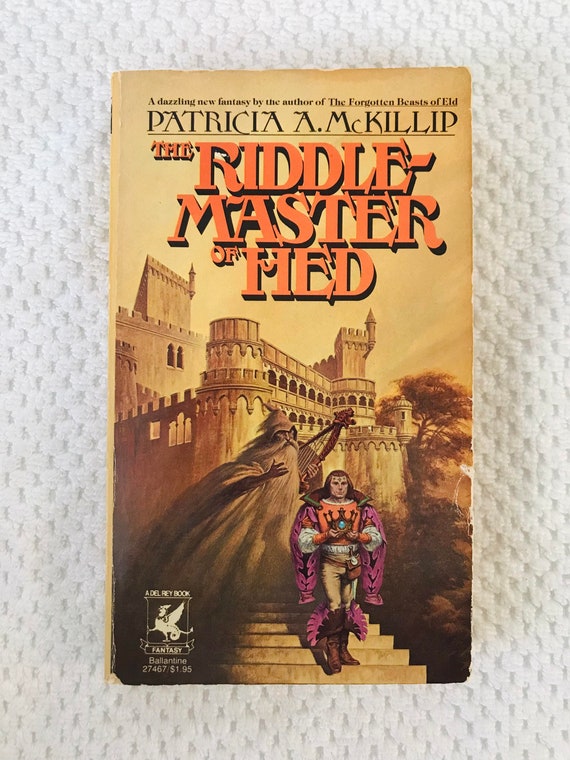 A dazzling new fantasy by the author of The Forgotten Beasts of Eld
PATRICIA A. McKILLIP
THE RIDDLE-
MASTER
OF HED
A DEL REY BOOK
FANTASY
Ballantine
27467/$1.95